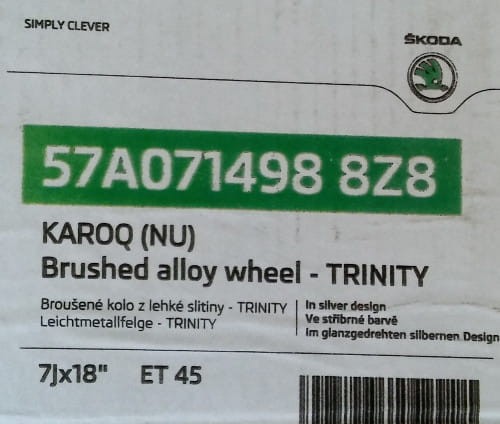 SIMPLY CLEVER
ŠKODA
57A071498 8Z8
KAROQ (NU)
Brushed alloy wheel - TRINITY
Broušené kolo z lehké slitiny - TRINITY
Leichtmetallfelge - TRINITY
In silver design
Ve stříbrné barvě
Im glanzgedrehten silbernen Design
7Jx18" ET 45